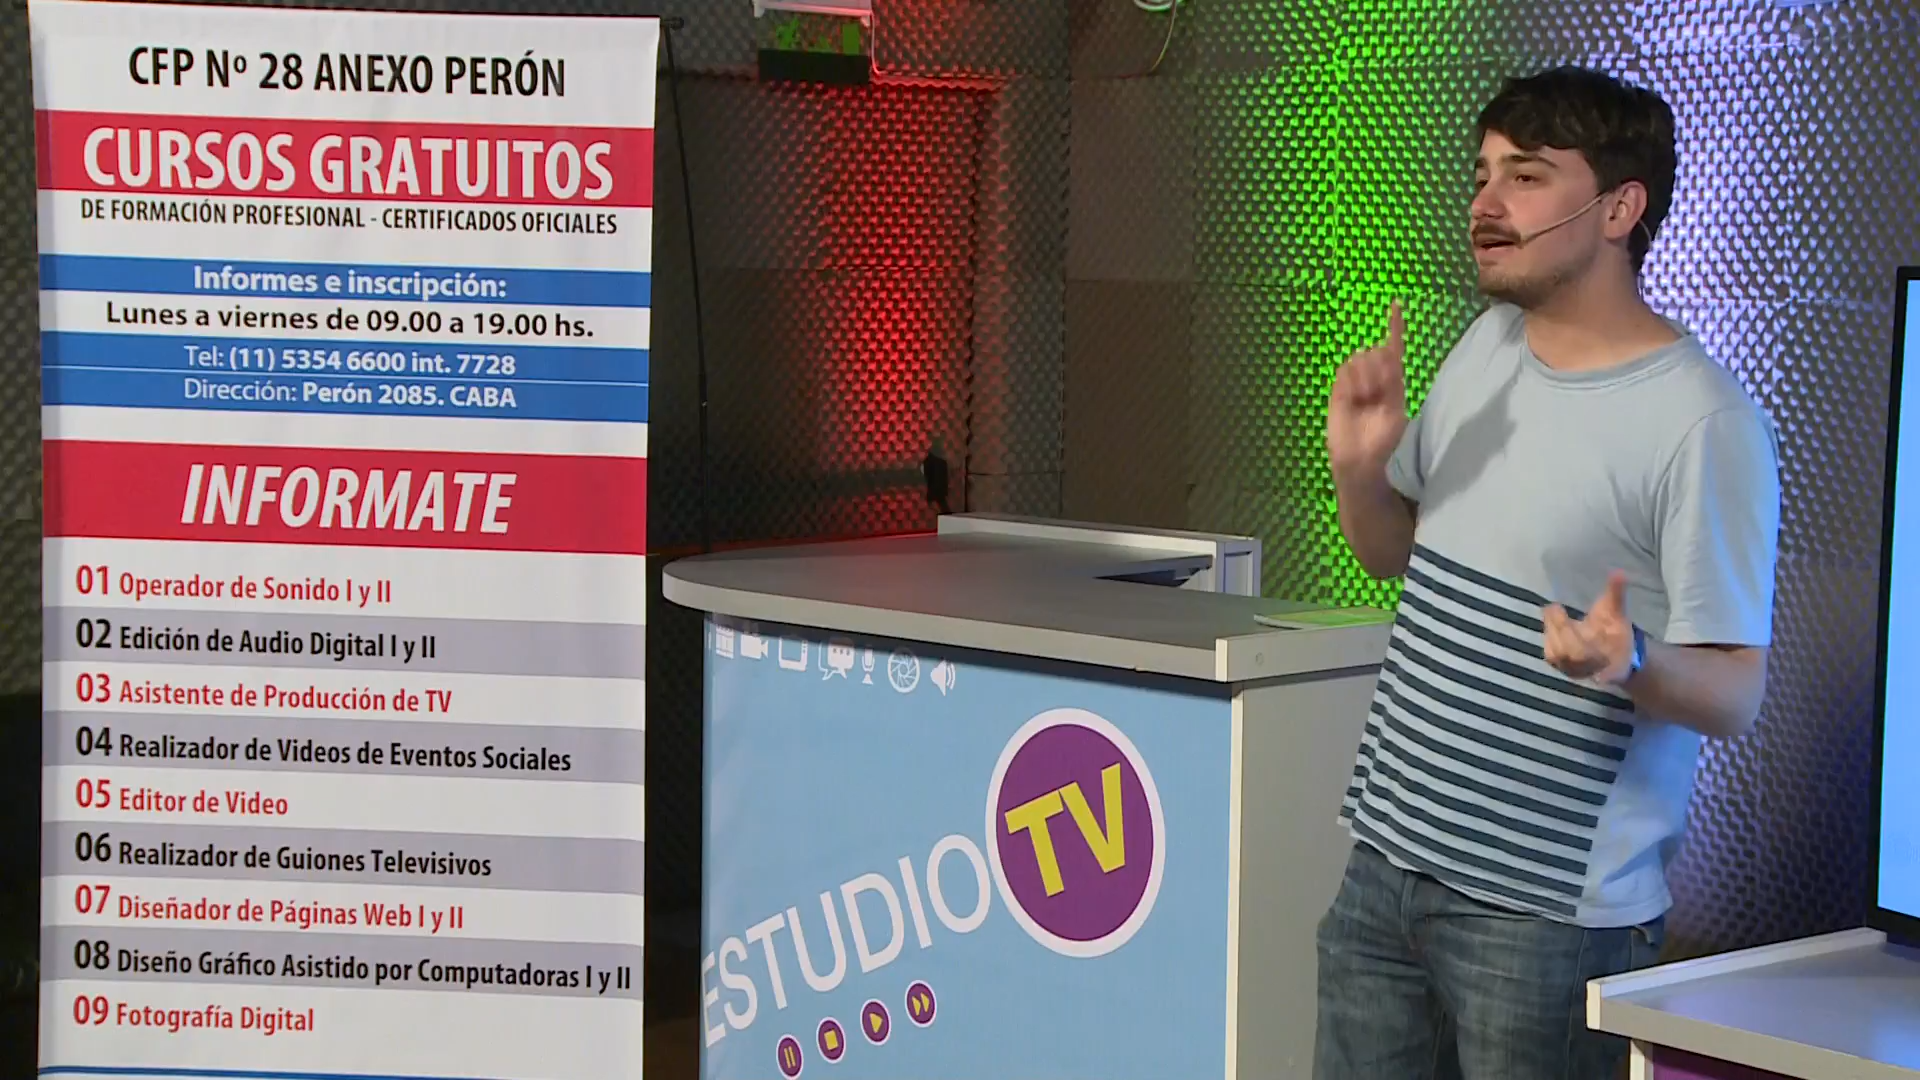 CFP Nº 28 ANEXO PERÓN
CURSOS GRATUITOS
DE FORMACIÓN PROFESIONAL - CERTIFICADOS OFICIALES
Informes e inscripción:
Lunes a viernes de 09.00 a 19.00 hs.
Tel: (11) 5354 6600 int. 7728
Dirección: Perón 2085. CABA
INFORMATE
01 Operador de Sonido I y II
02 Edición de Audio Digital I y II
03 Asistente de Producción de TV
04 Realizador de Videos de Eventos Sociales
05 Editor de Video
06 Realizador de Guiones Televisivos
07 Diseñador de Páginas Web I y II
08 Diseño Gráfico Asistido por Computadoras I y II
09 Fotografía Digital
ESTUDIO TV